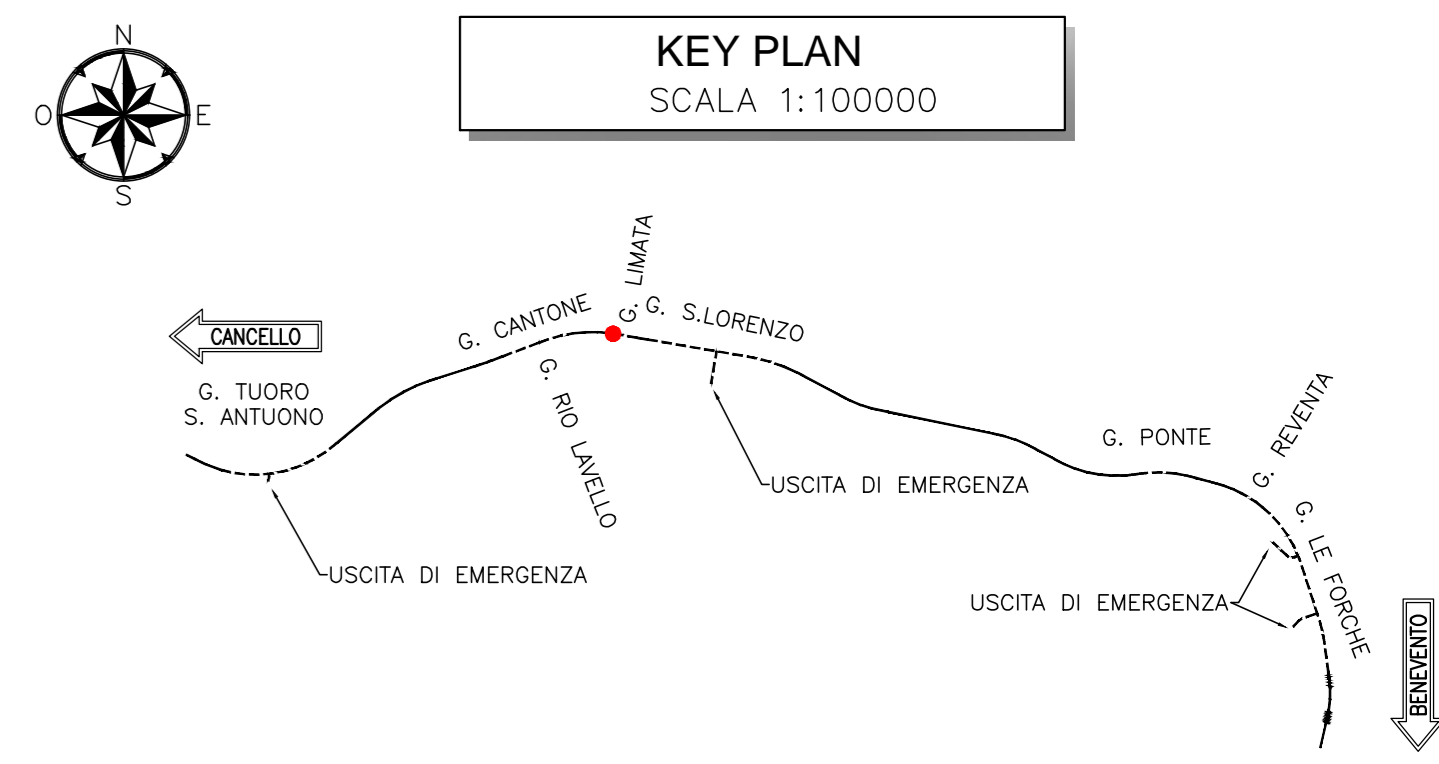 N
O
E
S
KEY PLAN
SCALA 1:100000
CANCELLO
G. TUORO
S. ANTUONO
G. CANTONE
G. RIO LAVELLO
G. LIMATA
G. S.LORENZO
USCITA DI EMERGENZA
USCITA DI EMERGENZA
G. PONTE
G. REVENTA
G. LE FORCHE
USCITA DI EMERGENZA
BENEVENTO